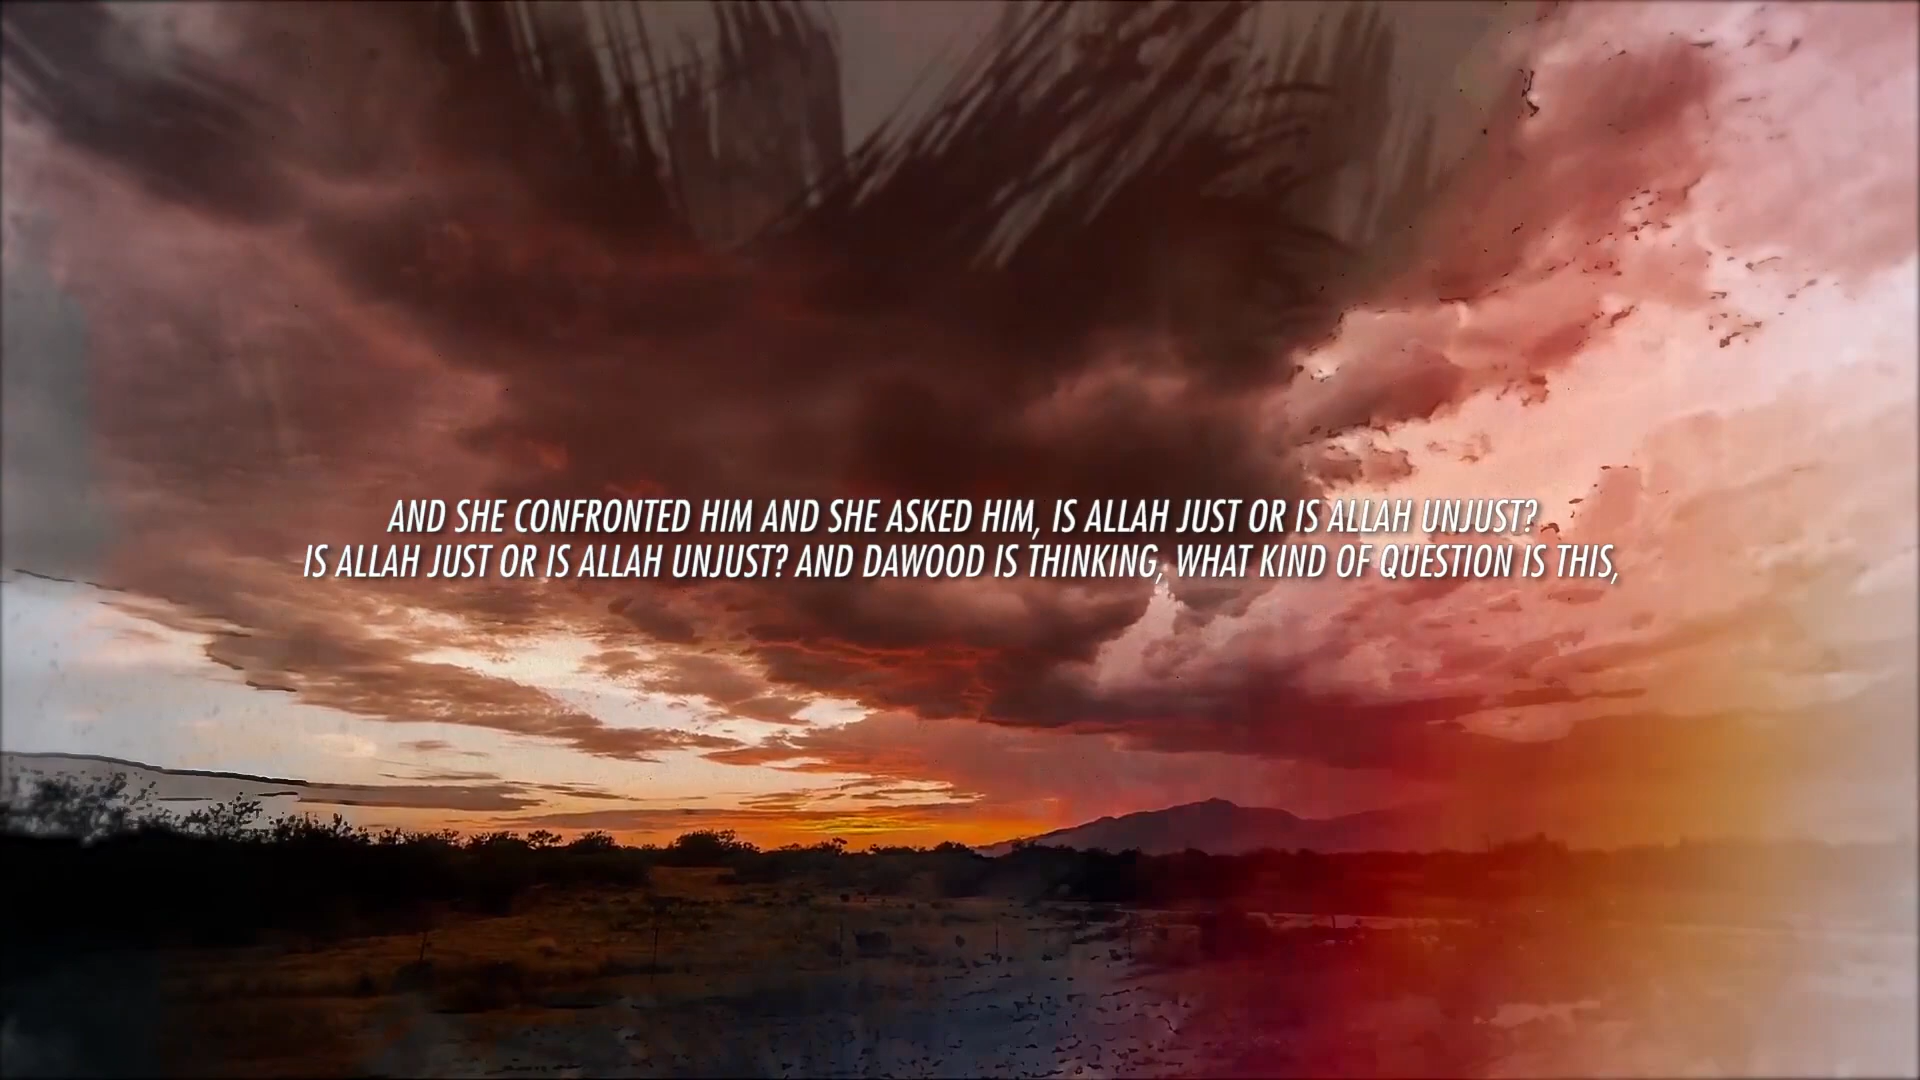 AND SHE CONFRONTED HIM AND SHE ASKED HIM, IS ALLAH JUST OR IS ALLAH UNJUST?
IS ALLAH JUST OR IS ALLAH UNJUST? AND DAWOOD IS THINKING, WHAT KIND OF QUESTION IS THIS,